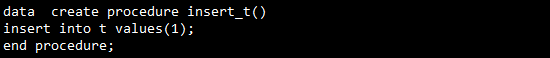 data  create procedure insert_t()
insert into t values(1);
end procedure;